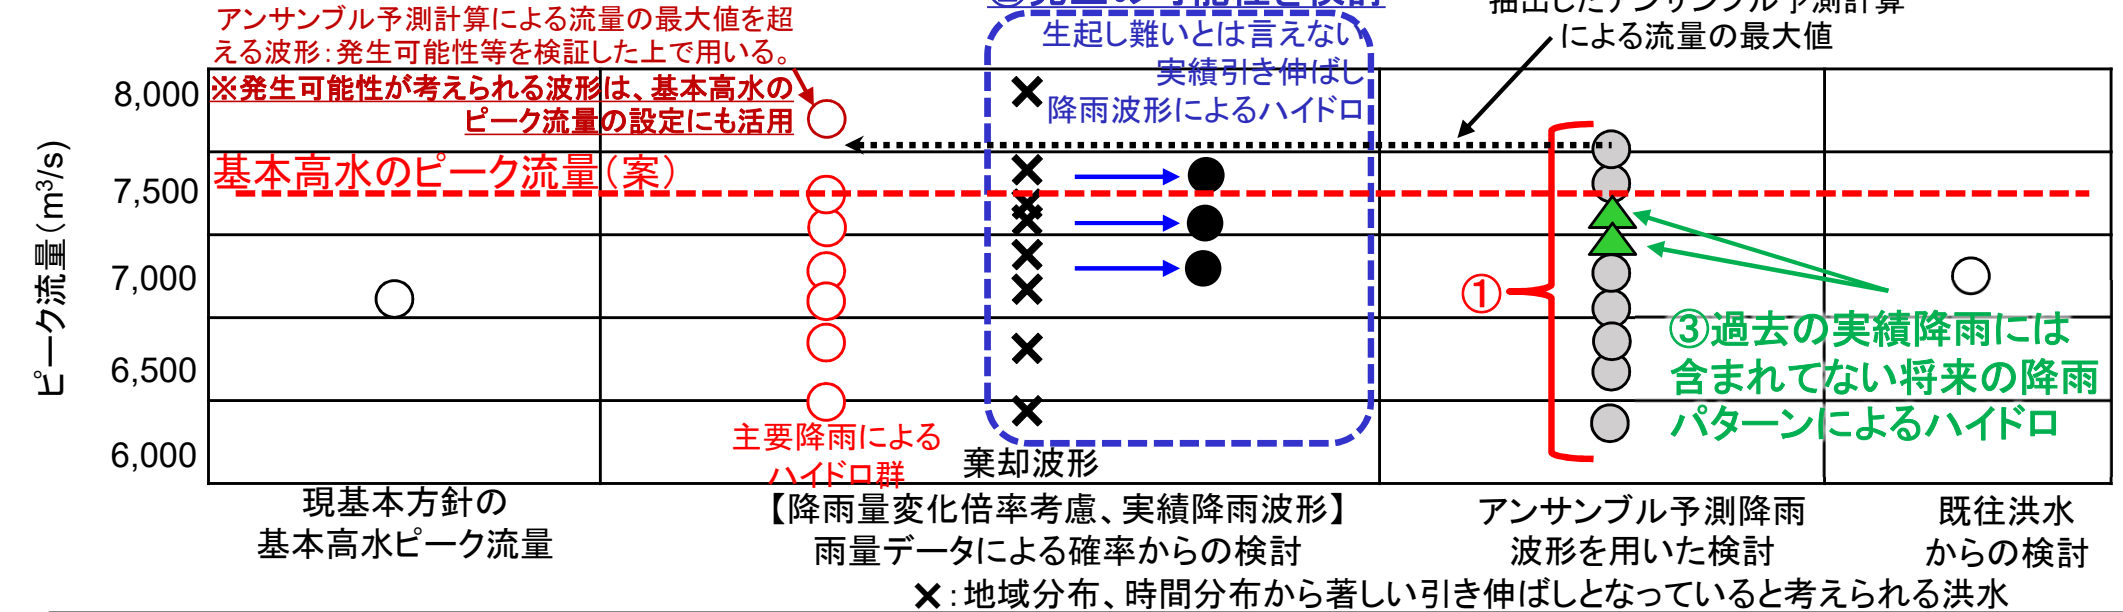 アンサンブル予測計算による流量の最大値を超
える波形：発生可能性等を検証した上で用いる。
※発生可能性が考えられる波形は、基本高水の
ピーク流量の設定にも活用
生起し難いとは言えない
実績引き伸ばし
降雨波形によるハイドロ
抽出したアンサンブル予測計算
による流量の最大値
ピーク流量（m³/s）
8,000
7,500
7,000
6,500
6,000
基本高水のピーク流量（案）
①
③過去の実績降雨には
含まれてない将来の降雨
パターンによるハイドロ
主要降雨による
ハイドロ群
棄却波形
現基本方針の
基本高水ピーク流量
【降雨量変化倍率考慮、実績降雨波形】
雨量データによる確率からの検討
アンサンブル予測降雨
波形を用いた検討
既往洪水
からの検討
×：地域分布、時間分布から著しい引き伸ばしとなっていると考えられる洪水